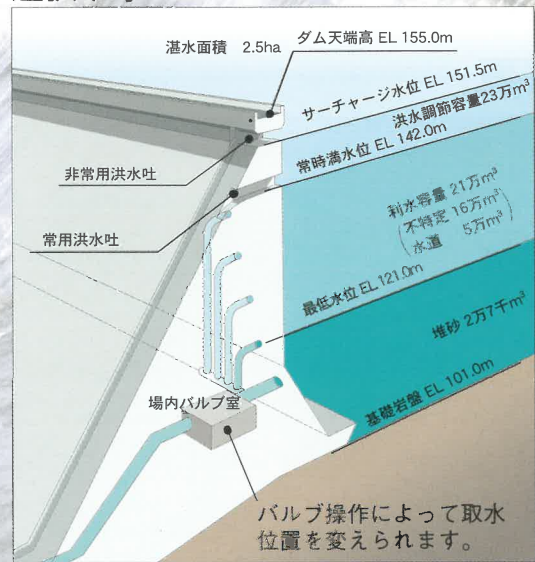 湛水面積 2.5ha
ダム天端高 EL 155.0m
サーチャージ水位 EL 151.5m
洪水調節容量23万m³
常時満水位 EL 142.0m
非常用洪水吐
常用洪水吐
利水容量 21万m³
(不特定 16万m³
水道 5万m³)
最低水位 EL 121.0m
堆砂 2万7千m³
基礎岩盤 EL 101.0m
場内バルブ室
バルブ操作によって取水
位置を変えられます。